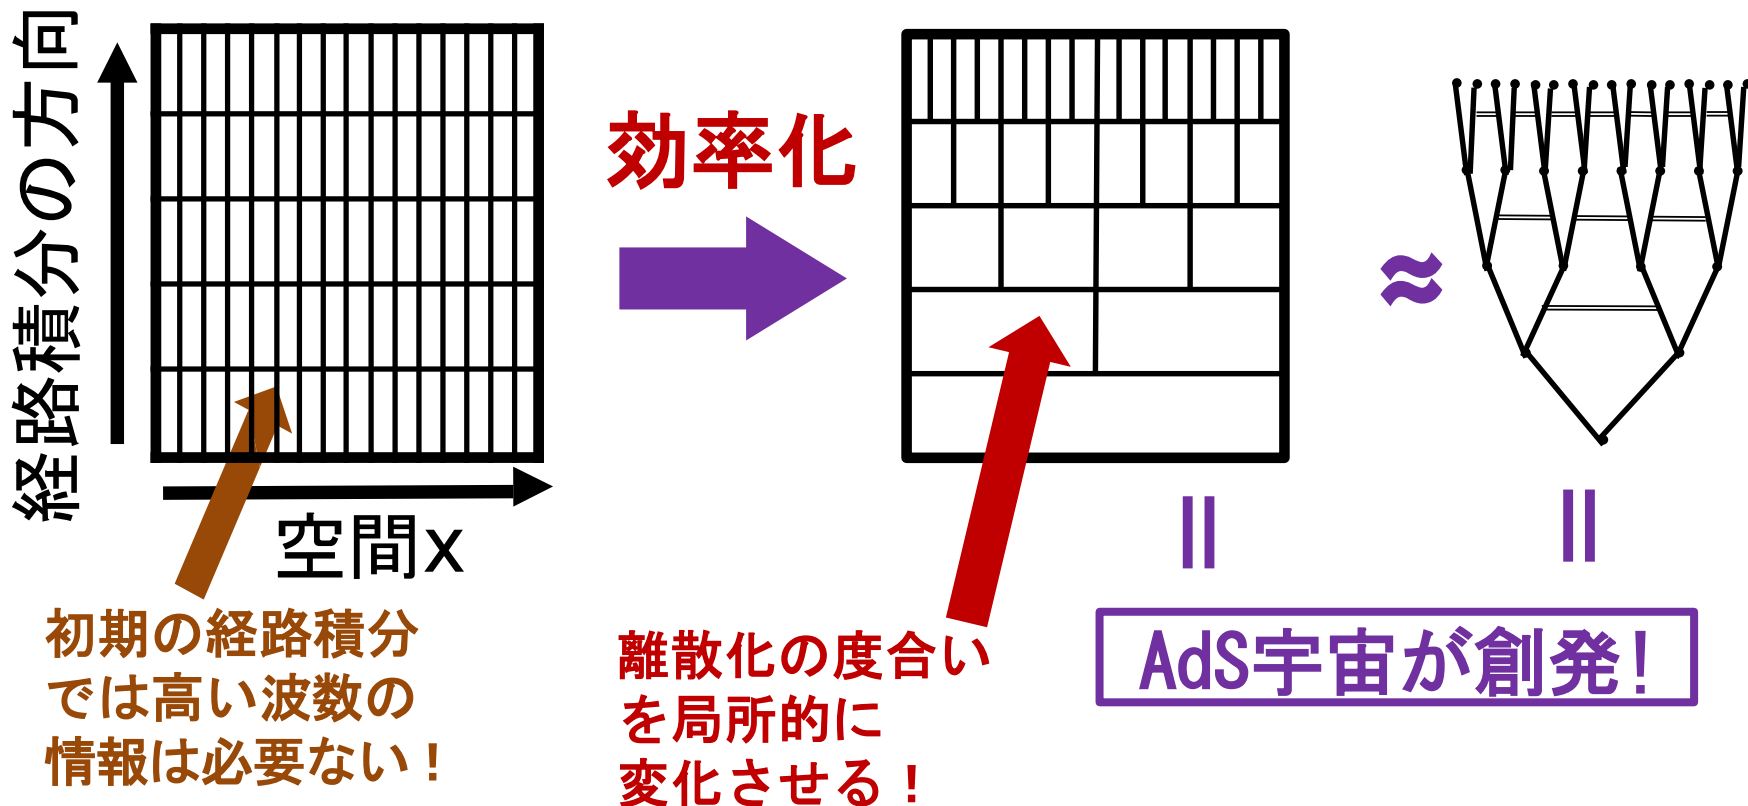 経路積分の方向
空間x
初期の経路積分
では高い波数の
情報は必要ない！
効率化
離散化の度合い
を局所的に
変化させる！
≈
=
=
AdS宇宙が創発！